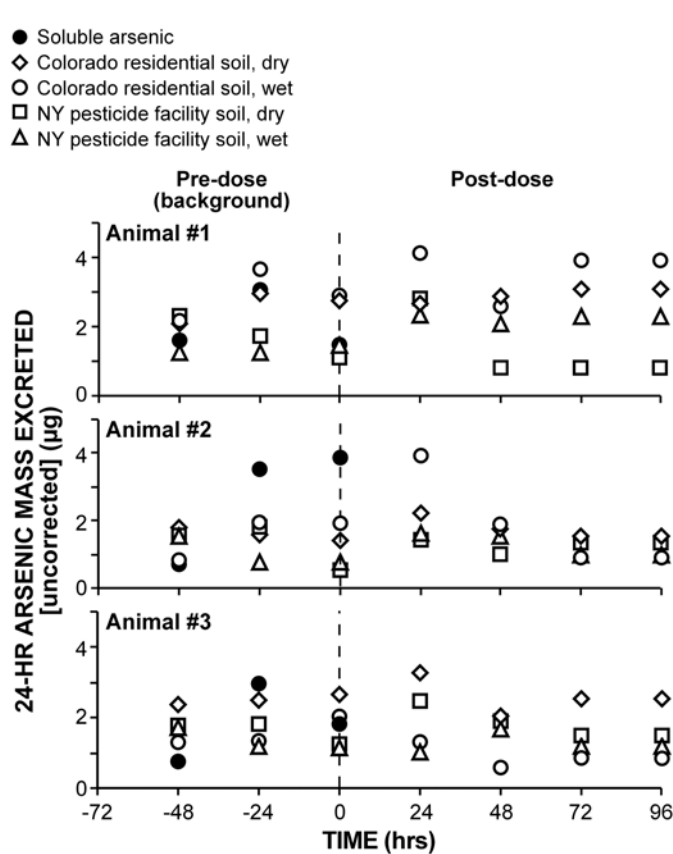 Soluble arsenic
Colorado residential soil, dry
Colorado residential soil, wet
NY pesticide facility soil, dry
NY pesticide facility soil, wet
Pre-dose
(background)
Post-dose
24-HR ARSENIC MASS EXCRETED
[uncorrected] (µg)
Animal #1
4
2
0
Animal #2
4
2
0
Animal #3
4
2
0
-72 -48 -24 0 24 48 72 96
TIME (hrs)